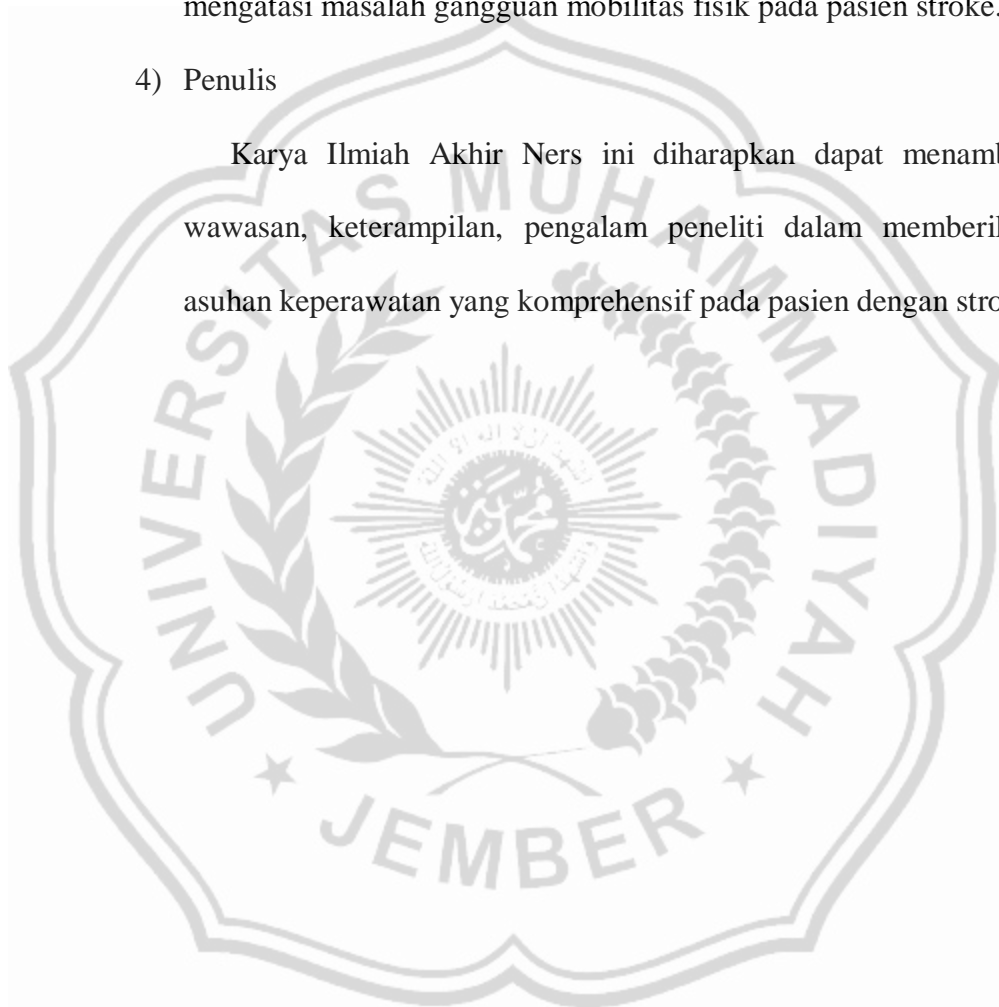 mengatasi masalah gangguan mobilitas fisik pada pasien stroke.
4) Penulis
Karya Ilmiah Akhir Ners ini diharapkan dapat menamb
wawasan, keterampilan, pengalam peneliti dalam memberil
asuhan keperawatan yang komprehensif pada pasien dengan stro
UNIVERSITAS MUHAMMADIYAH
JEMBER